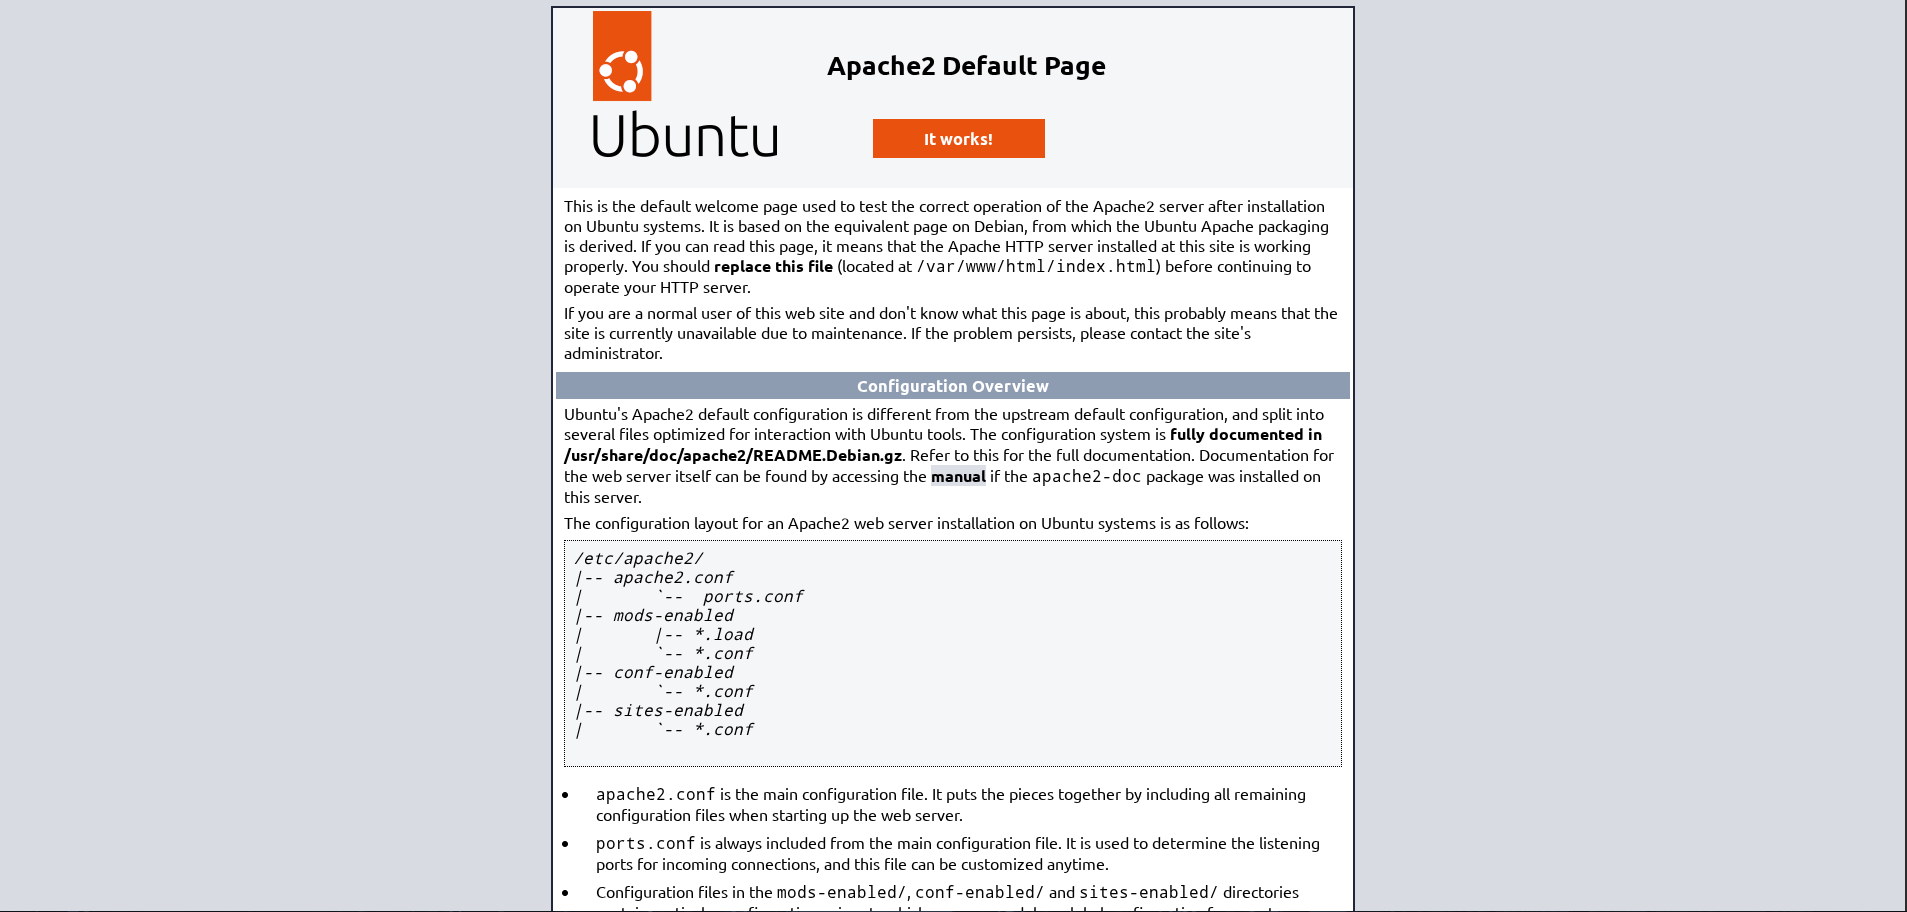 Apache2 Default Page
Ubuntu
It works!
This is the default welcome page used to test the correct operation of the Apache2 server after installation
on Ubuntu systems. It is based on the equivalent page on Debian, from which the Ubuntu Apache packaging
is derived. If you can read this page, it means that the Apache HTTP server installed at this site is working
properly. You should replace this file (located at /var/www/html/index.html) before continuing to
operate your HTTP server.
If you are a normal user of this web site and don't know what this page is about, this probably means that the
site is currently unavailable due to maintenance. If the problem persists, please contact the site's
administrator.
Configuration Overview
Ubuntu's Apache2 default configuration is different from the upstream default configuration, and split into
several files optimized for interaction with Ubuntu tools. The configuration system is fully documented in
/usr/share/doc/apache2/README.Debian.gz. Refer to this for the full documentation. Documentation for
the web server itself can be found by accessing the manual if the apache2-doc package was installed on
this server.
The configuration layout for an Apache2 web server installation on Ubuntu systems is as follows:
/etc/apache2/
|-- apache2.conf
|       `--  ports.conf
|-- mods-enabled
|       |-- *.load
|       `-- *.conf
|-- conf-enabled
|       `-- *.conf
|-- sites-enabled
|       `-- *.conf
• apache2.conf is the main configuration file. It puts the pieces together by including all remaining
configuration files when starting up the web server.
• ports.conf is always included from the main configuration file. It is used to determine the listening
ports for incoming connections, and this file can be customized anytime.
• Configuration files in the mods-enabled/, conf-enabled/ and sites-enabled/ directories